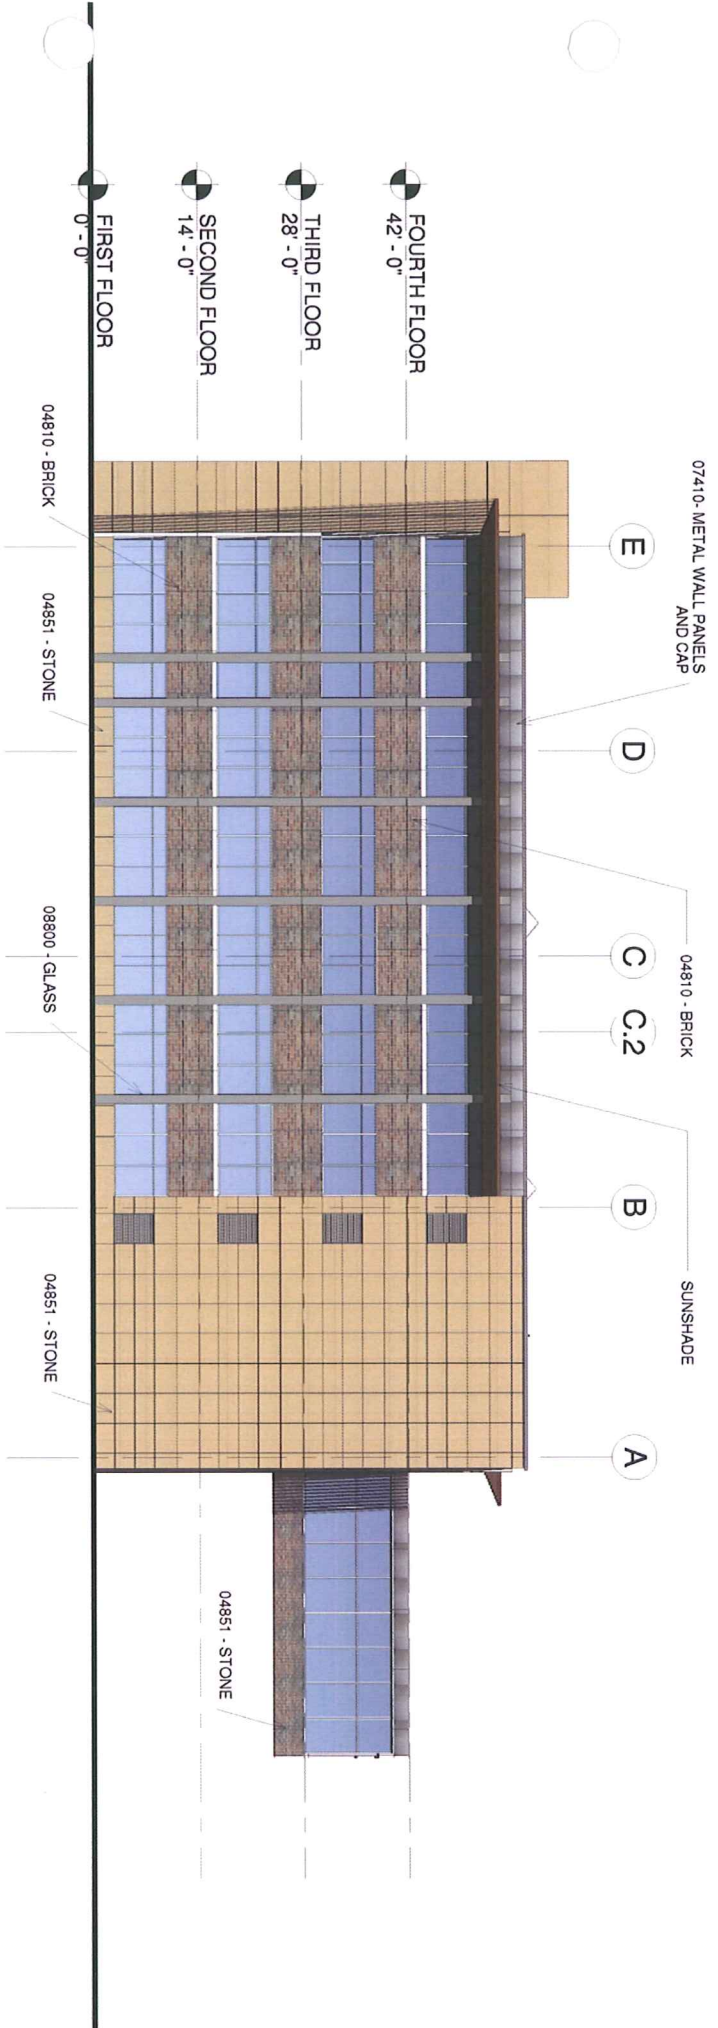 07410- METAL WALL PANELS
AND CAP
04810 - BRICK
SUNSHADE
E
D
C
C.2
B
A
FOURTH FLOOR
42' - 0"
THIRD FLOOR
28' - 0"
SECOND FLOOR
14' - 0"
FIRST FLOOR
0' - 0"
04810 - BRICK
04851 - STONE
08800 - GLASS
04851 - STONE
04851 - STONE